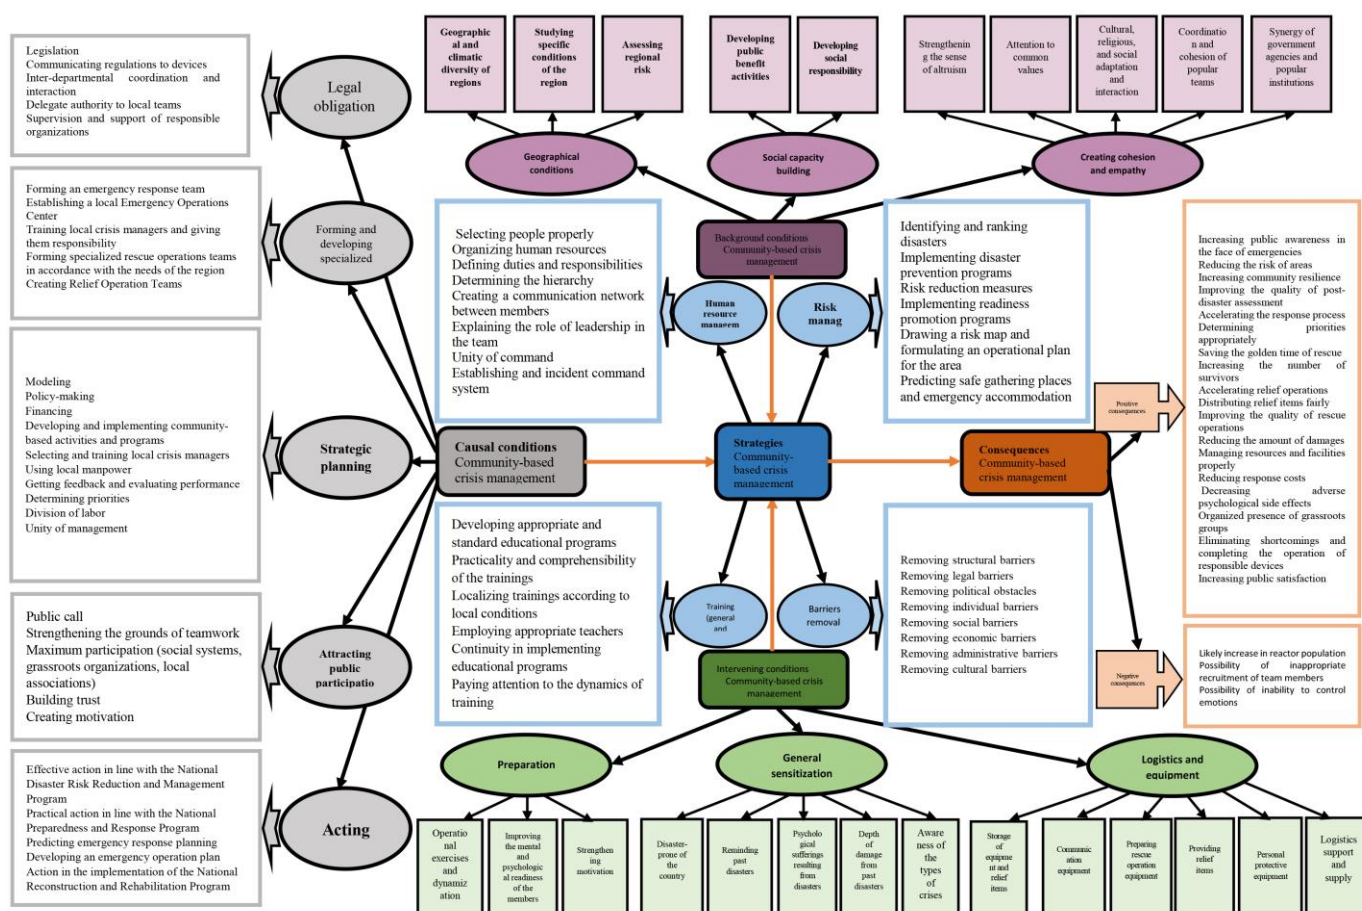 Legislation
Communicating regulations to devices
Inter-departmental coordination and
interaction
Delegate authority to local teams
Supervision and support of responsible
organizations
Legal
obligation
Geographic
al and
climatic
diversity of
regions
Studying
specific
conditions
of the
region
Assessing
regional
risk
Developing
public
benefit
activities
Developing
social
responsibility
Strengthenin
g the sense
of altruism
Attention to
common
values
Cultural,
religious,
and social
adaptation
and
interaction
Coordinatio
n and
cohesion of
popular
teams
Synergy of
government
agencies and
popular
institutions
Geographical
conditions
Social capacity
building
Creating cohesion
and empathy
Forming an emergency response team
Establishing a local Emergency Operations
Center
Training local crisis managers and giving
them responsibility
Forming specialized rescue operations teams
in accordance with the needs of the region
Creating Relief Operation Teams
Forming and
developing
specialized
Selecting people properly
Organizing human resources
Defining duties and responsibilities
Determining the hierarchy
Creating a communication network
between members
Explaining the role of leadership in
the team
Unity of command
Establishing and incident command
system
Background conditions
Community-based crisis
management
Human
resource
managem
Risk
manag
Identifying and ranking
disasters
Implementing disaster
prevention programs
Risk reduction measures
Implementing readiness
promotion programs
Drawing a risk map and
formulating an operational plan
for the area
Predicting safe gathering places
and emergency accommodation
Increasing public awareness in
the face of emergencies
Reducing the risk of areas
Increasing community resilience
Improving the quality of post-
disaster assessment
Accelerating the response process
Determining priorities
appropriately
Saving the golden time of rescue
Increasing the number of
survivors
Accelerating relief operations
Distributing relief items fairly
Improving the quality of rescue
operations
Reducing the amount of damages
Managing resources and facilities
properly
Reducing response costs
Decreasing adverse
psychological side effects
Organized presence of grassroots
groups
Eliminating shortcomings and
completing the operation of
responsible devices
Increasing public satisfaction
Positive
consequences
Modeling
Policy-making
Financing
Developing and implementing community-
based activities and programs
Selecting and training local crisis managers
Using local manpower
Getting feedback and evaluating performance
Determining priorities
Division of labor
Unity of management
Strategic
planning
Causal conditions
Community-based
crisis management
Strategies
Community-
based crisis
management
Consequences
Community-based
crisis management
Developing appropriate and
standard educational programs
Practicality and comprehensibility
of the trainings
Localizing trainings according to
local conditions
Employing appropriate teachers
Continuity in implementing
educational programs
Paying attention to the dynamics of
training
Training
(general
and
Barriers
removal
Removing structural barriers
Removing legal barriers
Removing political obstacles
Removing individual barriers
Removing social barriers
Removing economic barriers
Removing administrative barriers
Removing cultural barriers
Public call
Strengthening the grounds of teamwork
Maximum participation (social systems,
grassroots organizations, local
associations)
Building trust
Creating motivation
Attracting
public
participatio
Intervening conditions
Community-based crisis
management
Negative
consequences
Likely increase in reactor population
Possibility of inappropriate
recruitment of team members
Possibility of inability to control
emotions
Effective action in line with the National
Disaster Risk Reduction and Management
Program
Practical action in line with the National
Preparedness and Response Program
Predicting emergency response planning
Developing an emergency operation plan
Action in the implementation of the National
Reconstruction and Rehabilitation Program
Acting
Preparation
General
sensitization
Logistics and
equipment
Operatio
nal
exercises
and
dynamiz
ation
Improving the
mental and
psychologic
al readiness
of the
members
Strengthen
ing
motivation
Disaster-
prone of
the
country
Reminding
past
disasters
Psycholo
gical
sufferings
resulting
from
disasters
Depth
of
damage
from
past
disasters
Aware
ness of
the
types
of
crises
Storage
of
equipme
nt and
relief
items
Communic
ation
equipment
Preparing
rescue
operation
equipment
Providing
relief
items
Personal
protective
equipment
Logistics
support
and
supply